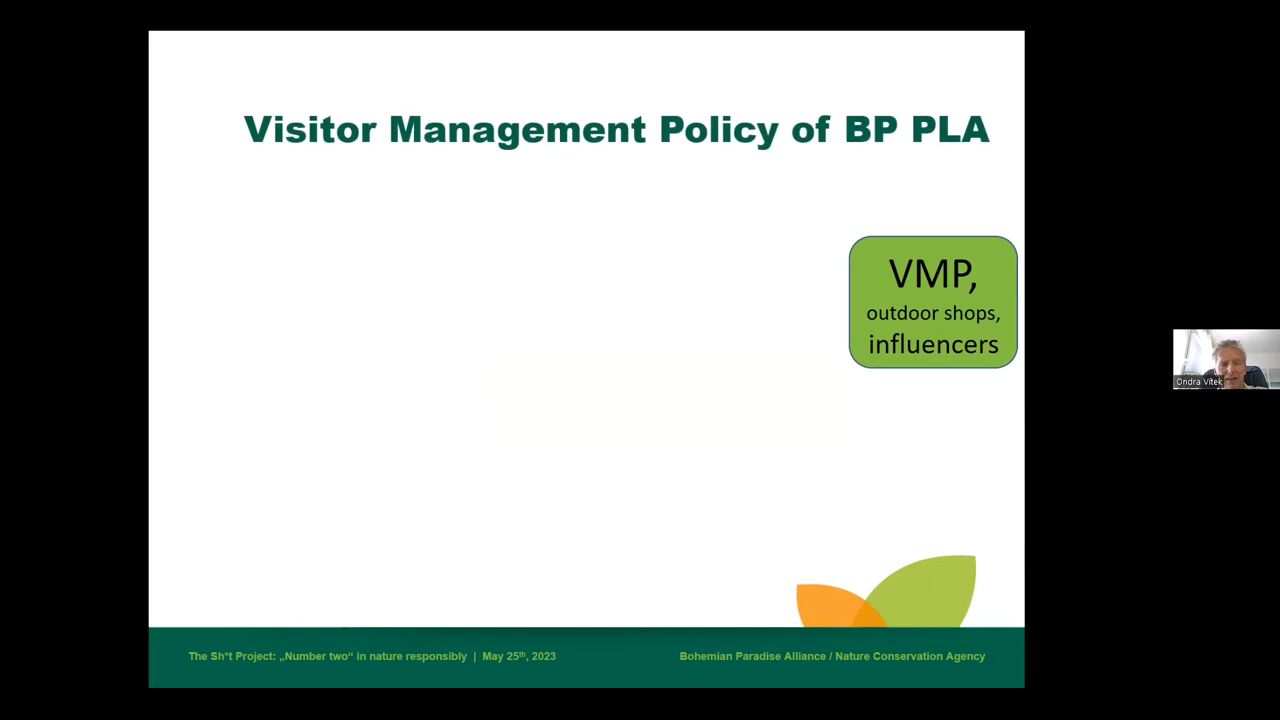 Visitor Management Policy of BP PLA
VMP,
outdoor shops,
influencers
Ondra Vítek
The Sh*t Project: „Number two“ in nature responsibly | May 25th, 2023
Bohemian Paradise Alliance / Nature Conservation Agency